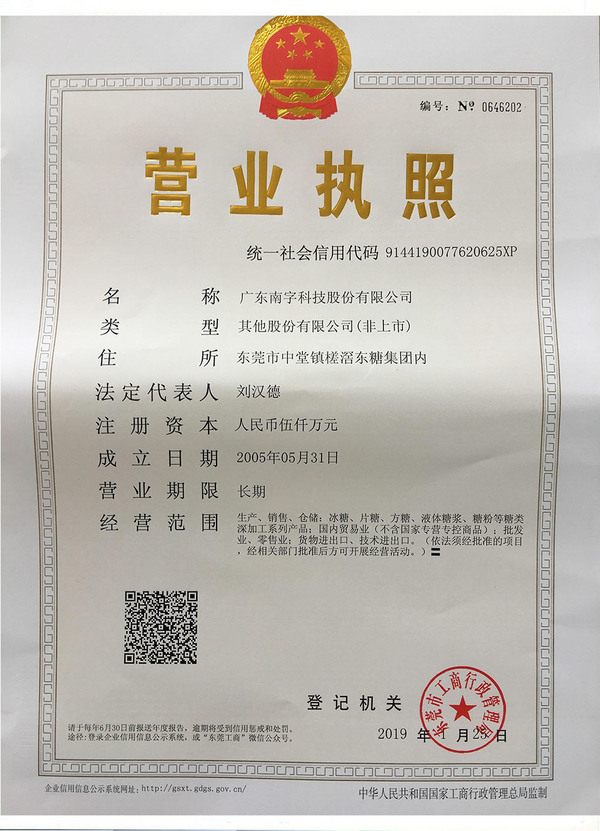 编号：№ 0646202
营业执照
统一社会信用代码 9144190077620625XP
名称 广东南字科技股份有限公司
类型 其他股份有限公司(非上市)
住所 东莞市中堂镇槎滘东糖集团内
法定代表人 刘汉德
注册资本 人民币伍仟万元
成立日期 2005年05月31日
营业期限 长期
经营范围 生产、销售、仓储：冰糖、片糖、方糖、液体糖浆、糖粉等糖类
深加工系列产品；国内贸易业（不含国家专营专控商品）；批发
业、零售业；货物进出口、技术进出口。（依法须经批准的项目
，经相关部门批准后方可开展经营活动。）
登记机关
东莞市工商行政管理局
2019 年 月 25 日
请于每年6月30日前报送年度报告，逾期将受到信用惩戒和处罚。
途径:登录企业信用信息公示系统，或“东莞工商”微信公众号。
企业信用信息公示系统网址：http://gsxt.gdgs.gov.cn/
中华人民共和国国家工商行政管理总局监制